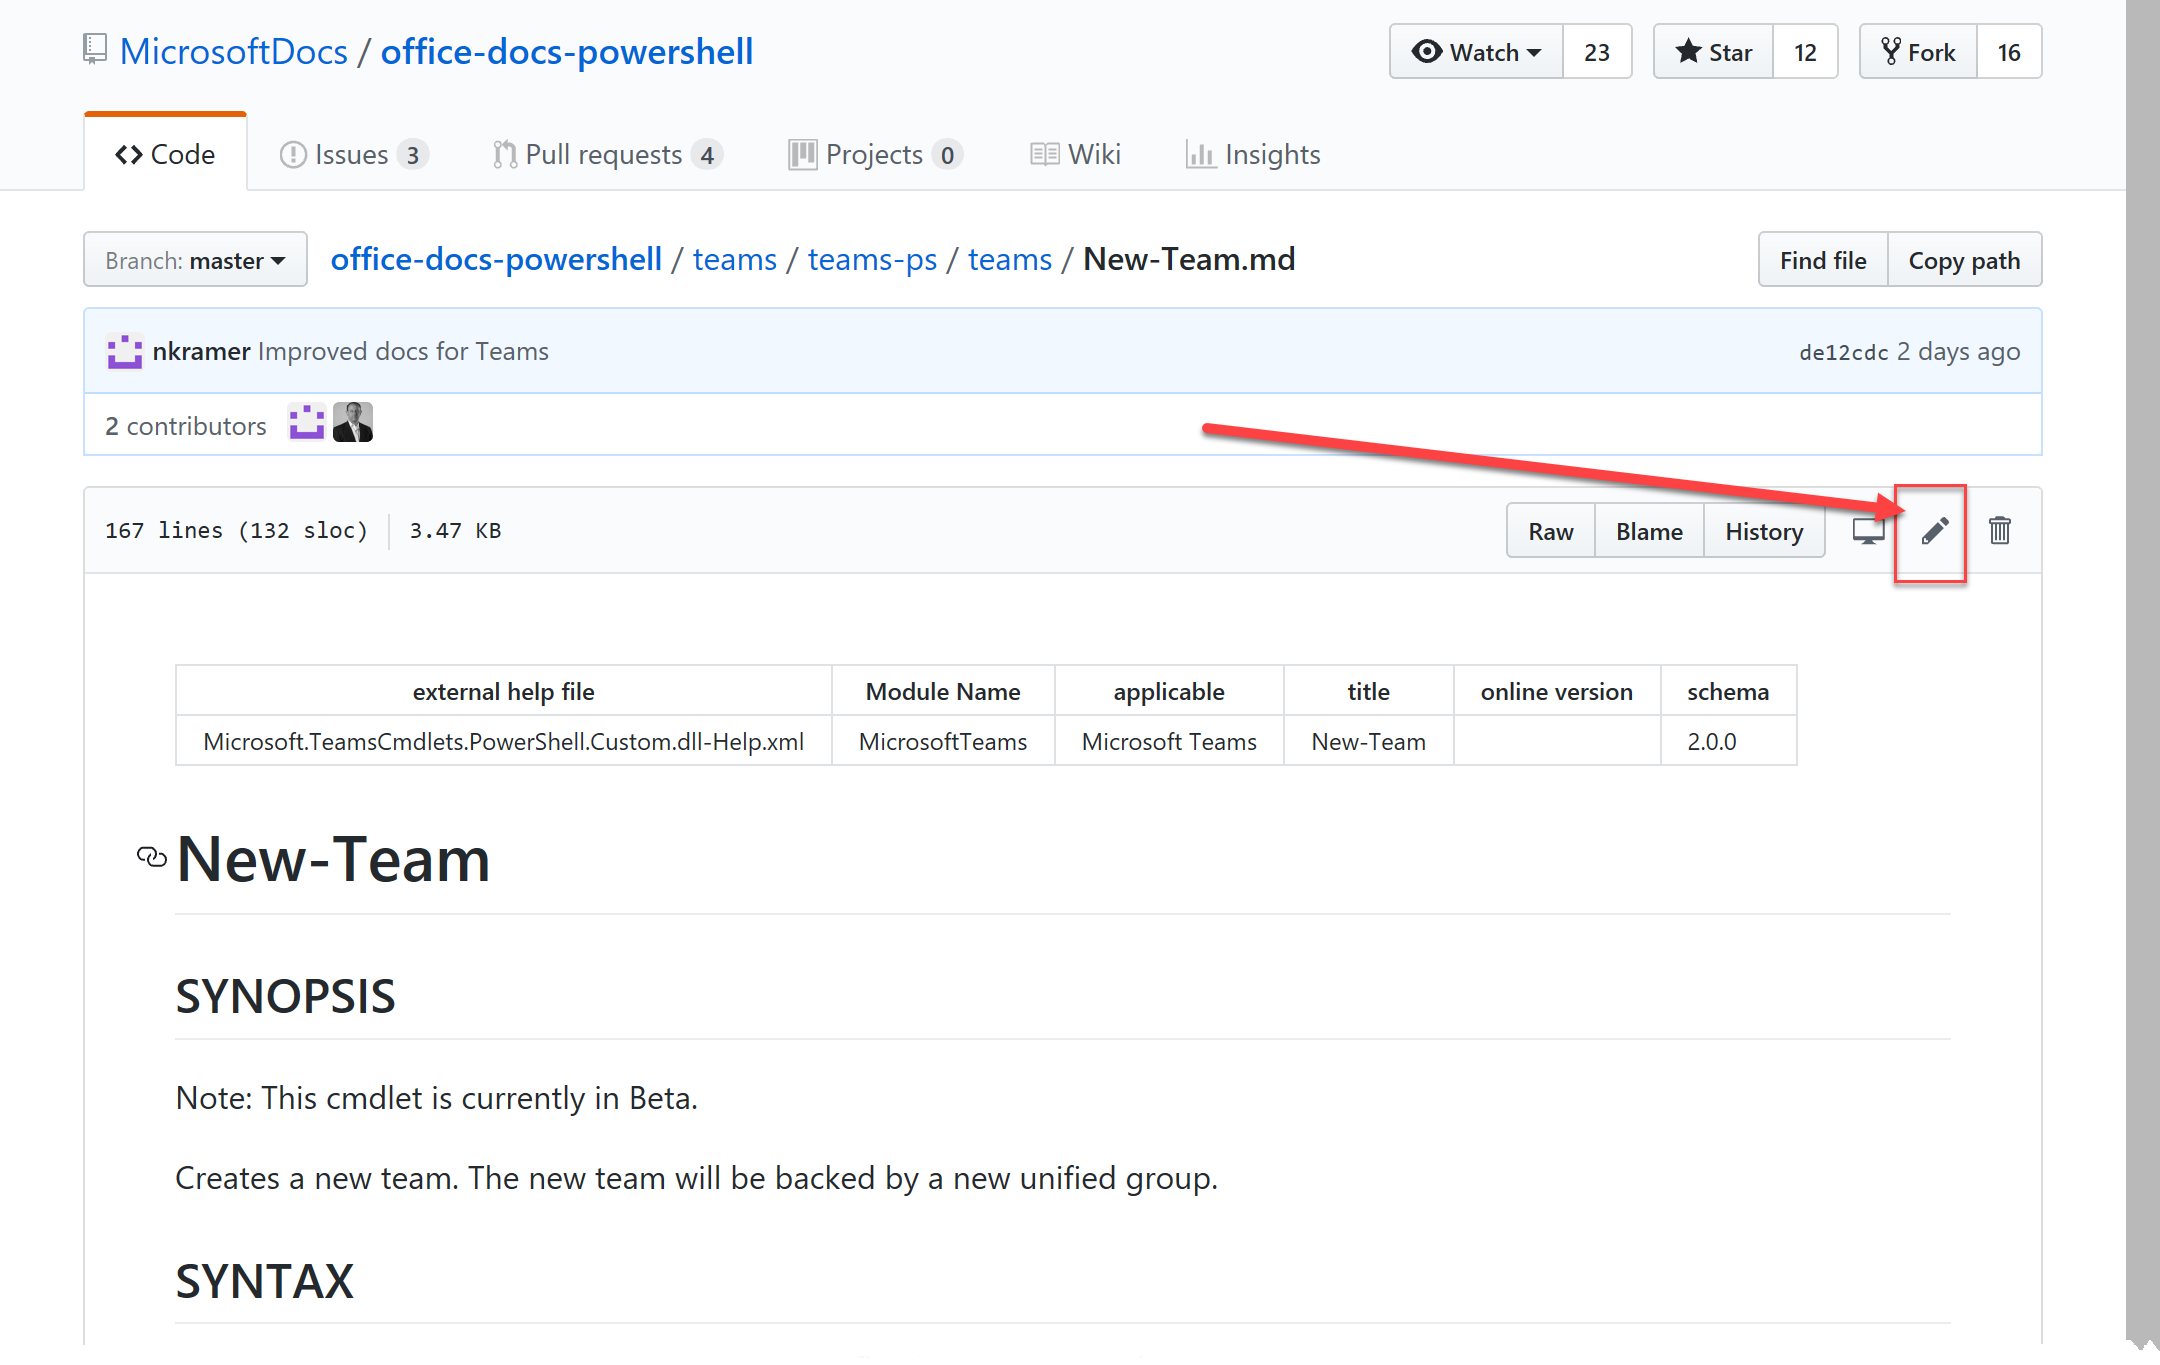 MicrosoftDocs / office-docs-powershell
Watch 23 Star 12 Fork 16
Code Issues 3 Pull requests 4 Projects 0 Wiki Insights
Branch: master office-docs-powershell / teams / teams-ps / teams / New-Team.md Find file Copy path
nkramer Improved docs for Teams de12cdc 2 days ago
2 contributors
167 lines (132 sloc) 3.47 KB Raw Blame History
external help file Module Name applicable title online version schema
Microsoft.TeamsCmdlets.PowerShell.Custom.dll-Help.xml MicrosoftTeams Microsoft Teams New-Team 2.0.0
New-Team
SYNOPSIS
Note: This cmdlet is currently in Beta.
Creates a new team. The new team will be backed by a new unified group.
SYNTAX